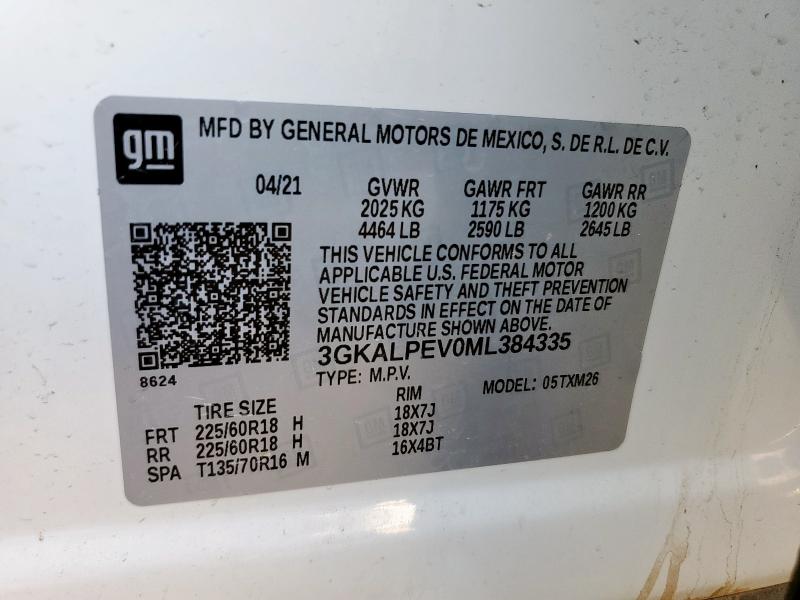 gm
MFD BY GENERAL MOTORS DE MEXICO, S. DE R.L. DE C.V.
04/21 GVWR GAWR FRT GAWR RR
2025 KG 1175 KG 1200 KG
4464 LB 2590 LB 2645 LB
THIS VEHICLE CONFORMS TO ALL
APPLICABLE U.S. FEDERAL MOTOR
VEHICLE SAFETY AND THEFT PREVENTION
STANDARDS IN EFFECT ON THE DATE OF
MANUFACTURE SHOWN ABOVE.
3GKALPEV0ML384335
8624
TYPE: M.P.V. MODEL: 05TXM26
TIRE SIZE RIM
FRT 225/60R18 H 18X7J
RR 225/60R18 H 18X7J
SPA T135/70R16 M 16X4BT